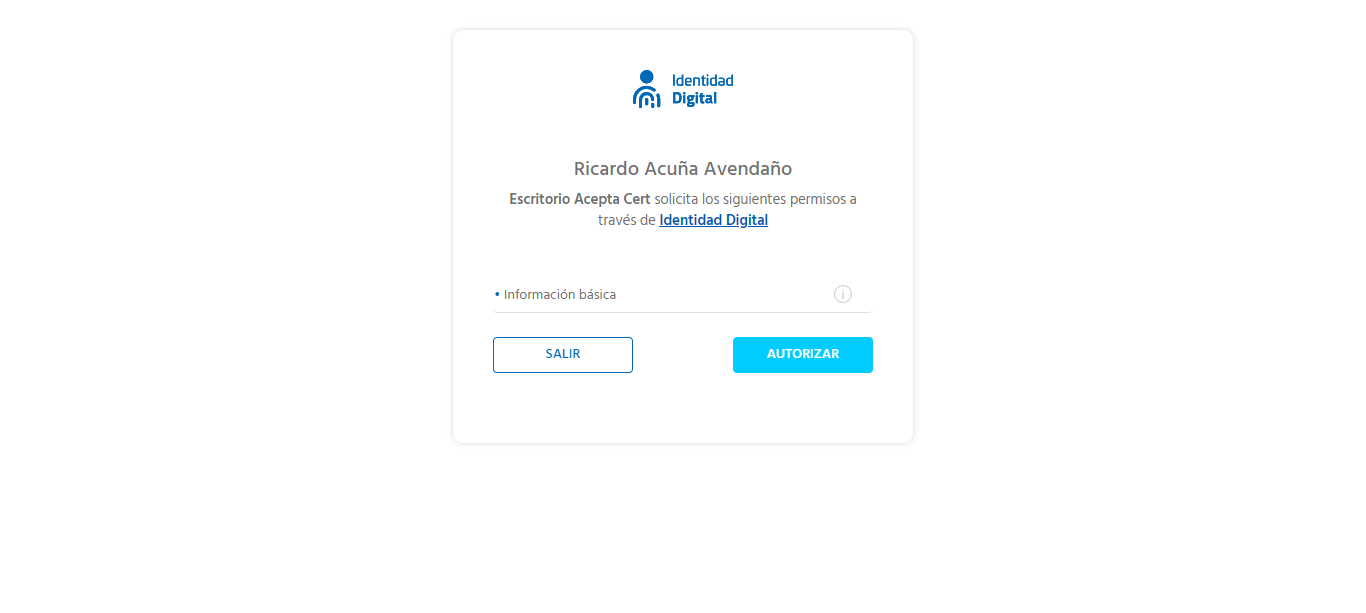 Identidad
Digital
Ricardo Acuña Avendaño
Escritorio Acepta Cert solicita los siguientes permisos a
través de Identidad Digital
• Información básica
SALIR
AUTORIZAR